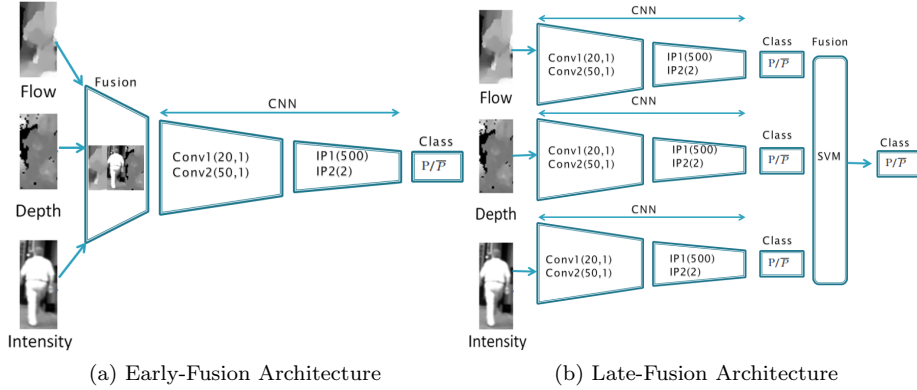 Flow
Depth
Intensity
Fusion
CNN
Conv1(20,1)
Conv2(50,1)
IP1(500)
IP2(2)
Class
P/P̅
(a) Early-Fusion Architecture
CNN
Flow
Conv1(20,1)
Conv2(50,1)
IP1(500)
IP2(2)
Class
P/P̅
CNN
Depth
Conv1(20,1)
Conv2(50,1)
IP1(500)
IP2(2)
Class
P/P̅
CNN
Intensity
Conv1(20,1)
Conv2(50,1)
IP1(500)
IP2(2)
Class
P/P̅
Fusion
SVM
Class
P/P̅
(b) Late-Fusion Architecture